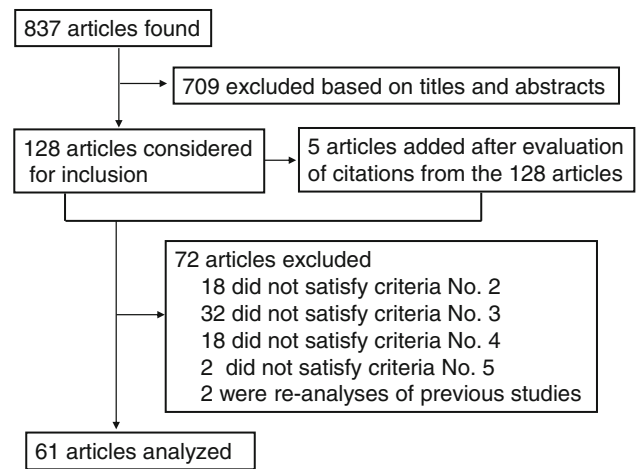 837 articles found
709 excluded based on titles and abstracts
128 articles considered
for inclusion
5 articles added after evaluation
of citations from the 128 articles
72 articles excluded
18 did not satisfy criteria No. 2
32 did not satisfy criteria No. 3
18 did not satisfy criteria No. 4
2 did not satisfy criteria No. 5
2 were re-analyses of previous studies
61 articles analyzed